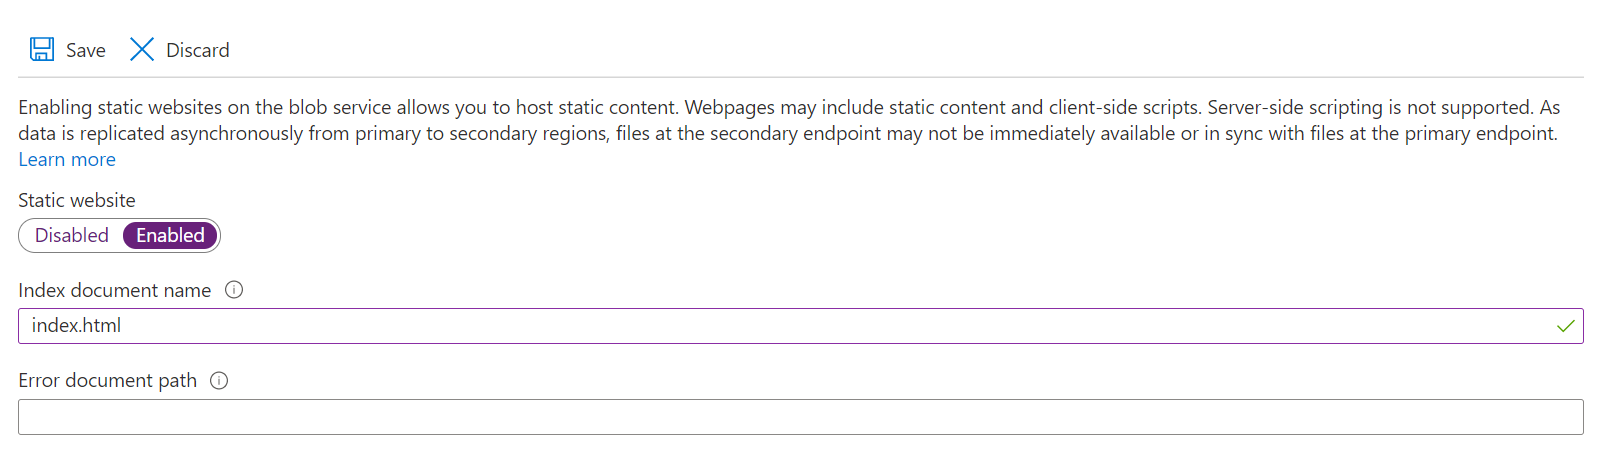 Save Discard
Enabling static websites on the blob service allows you to host static content. Webpages may include static content and client-side scripts. Server-side scripting is not supported. As
data is replicated asynchronously from primary to secondary regions, files at the secondary endpoint may not be immediately available or in sync with files at the primary endpoint.
Learn more
Static website
Disabled Enabled
Index document name
index.html
Error document path